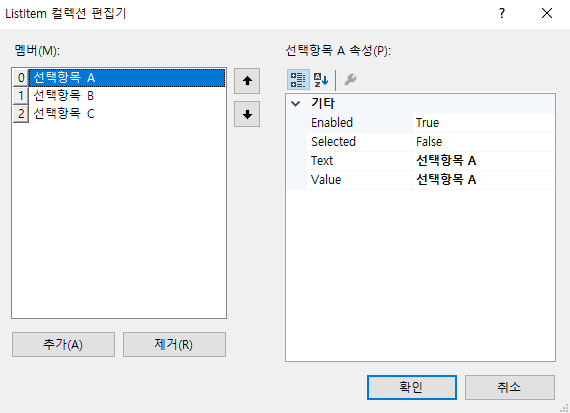 ListItem 컬렉션 편집기
?
멤버(M):
0 선택항목 A
1 선택항목 B
2 선택항목 C
추가(A) 제거(R)
선택항목 A 속성(P):
기타
Enabled True
Selected False
Text 선택항목 A
Value 선택항목 A
확인 취소